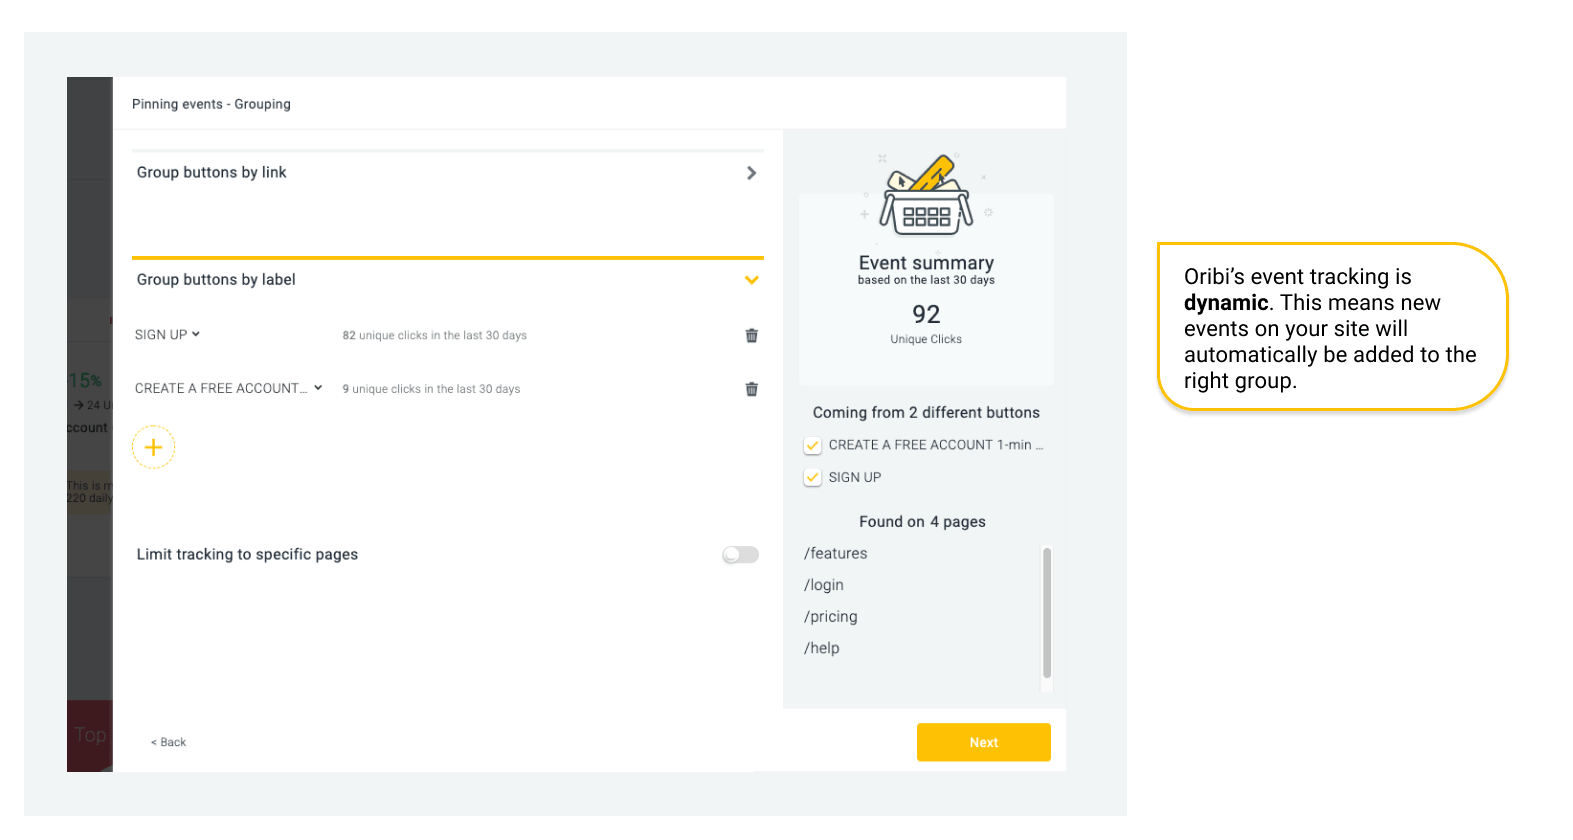 Pinning events - Grouping
Group buttons by link
Group buttons by label
SIGN UP
82 unique clicks in the last 30 days
CREATE A FREE ACCOUNT...
9 unique clicks in the last 30 days
+
Limit tracking to specific pages
< Back
Event summary
based on the last 30 days
92
Unique Clicks
Coming from 2 different buttons
CREATE A FREE ACCOUNT 1-min ...
SIGN UP
Found on 4 pages
/features
/login
/pricing
/help
Next
15%
→ 24 U
ccount
This is m
220 daily
Top
Oribi’s event tracking is
dynamic. This means new
events on your site will
automatically be added to the
right group.